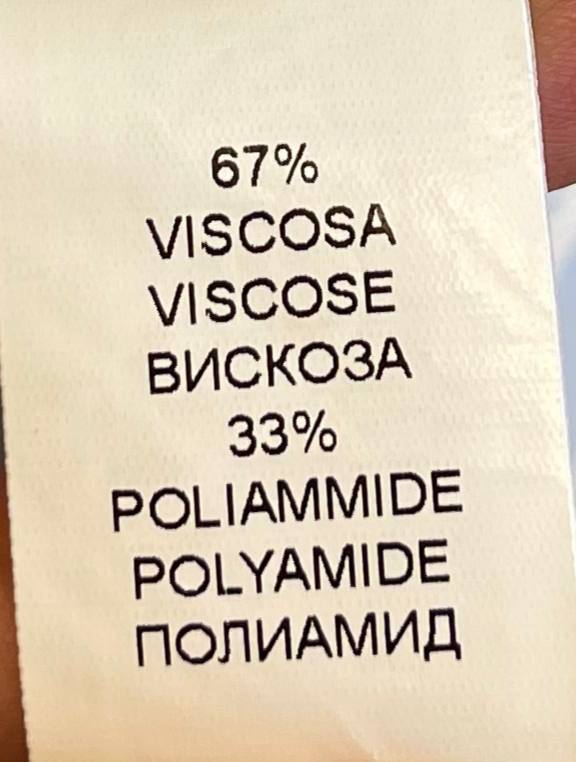 67%
VISCOSA
VISCOSE
ВИСКОЗА
33%
POLIAMMIDE
POLYAMIDE
ПОЛИАМИД